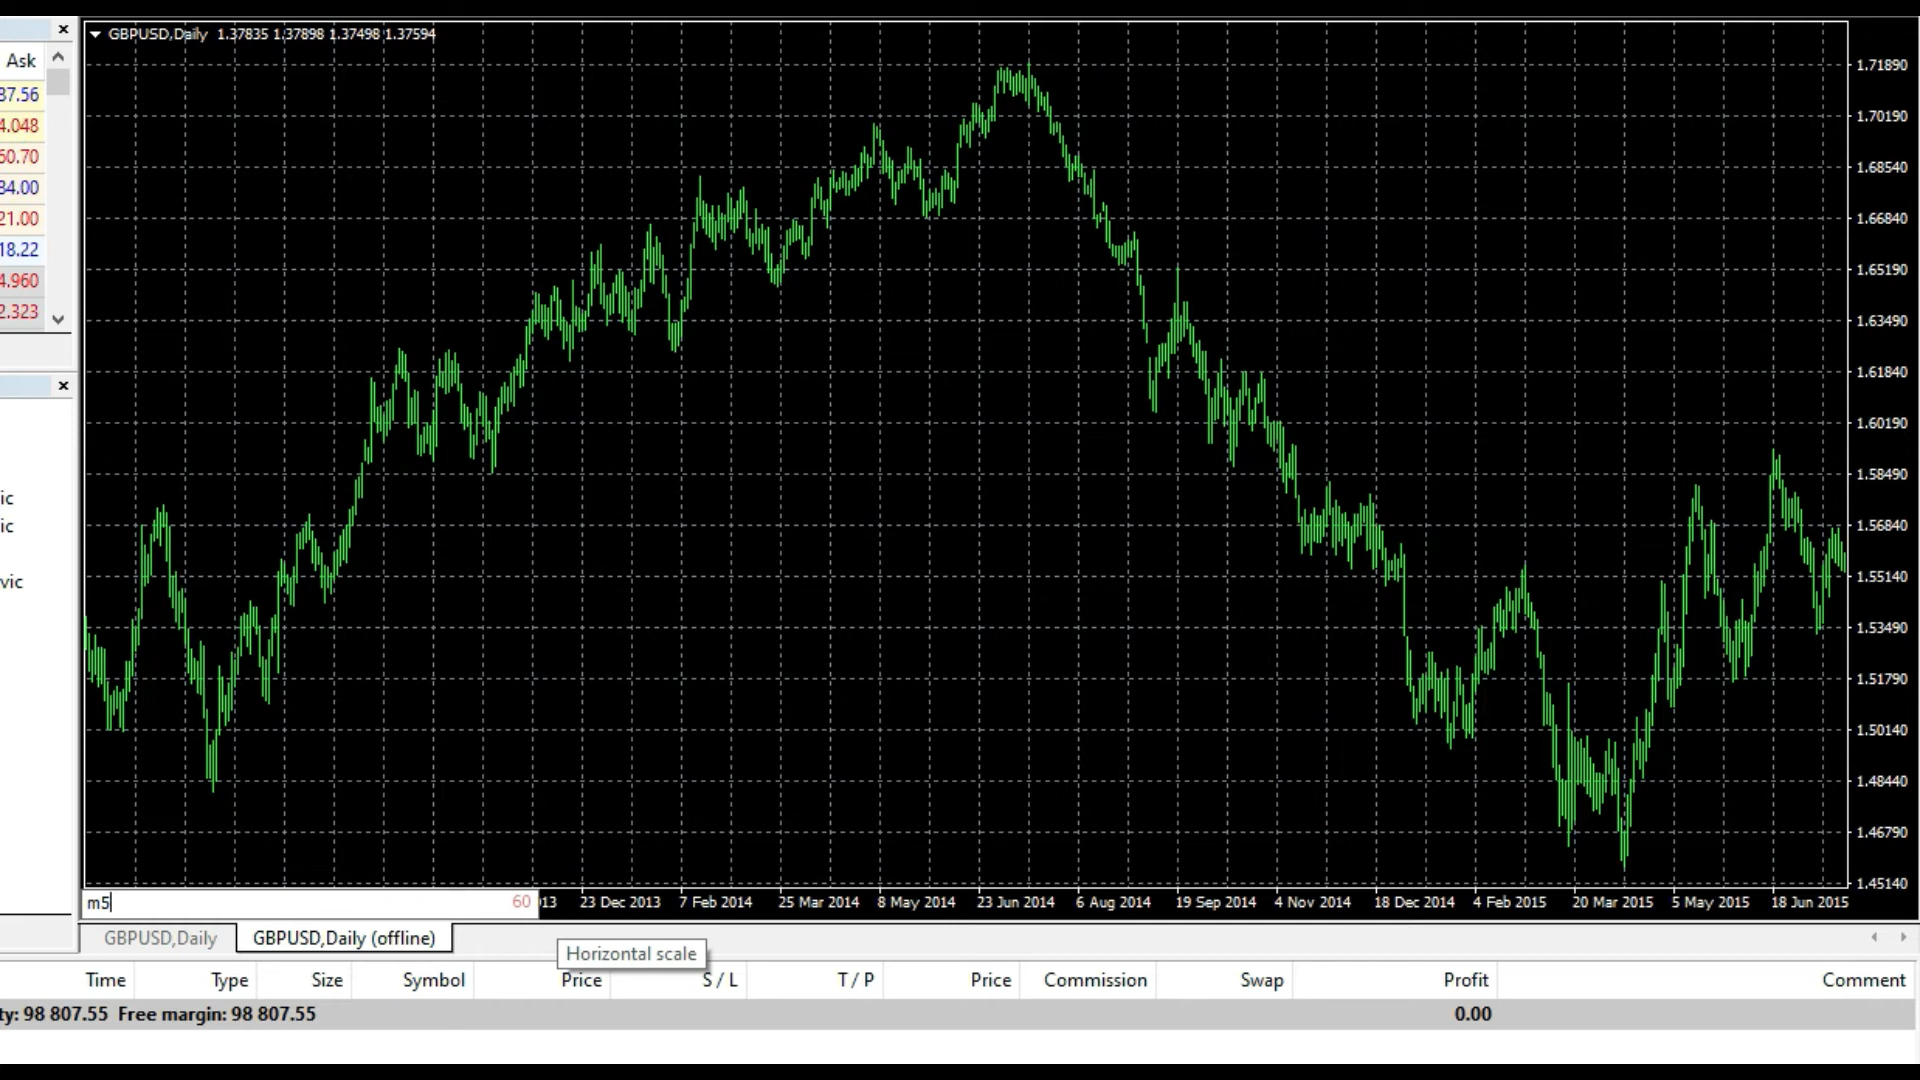 GBPUSD,Daily 1.37835 1.37898 1.37498 1.37594
Ask
37.56
4.048
60.70
34.00
21.00
18.22
4.960
2.323
ic
ic
vic
1.71890
1.70190
1.68540
1.66840
1.65190
1.63490
1.61840
1.60190
1.58490
1.56840
1.55140
1.53490
1.51790
1.50140
1.48440
1.46790
1.45140
m5 60
13 23 Dec 2013 7 Feb 2014 25 Mar 2014 8 May 2014 23 Jun 2014 6 Aug 2014 19 Sep 2014 4 Nov 2014 18 Dec 2014 4 Feb 2015 20 Mar 2015 5 May 2015 18 Jun 2015
GBPUSD,Daily GBPUSD,Daily (offline)
Horizontal scale
Time Type Size Symbol Price S / L T / P Price Commission Swap Profit Comment
ty: 98 807.55 Free margin: 98 807.55 0.00